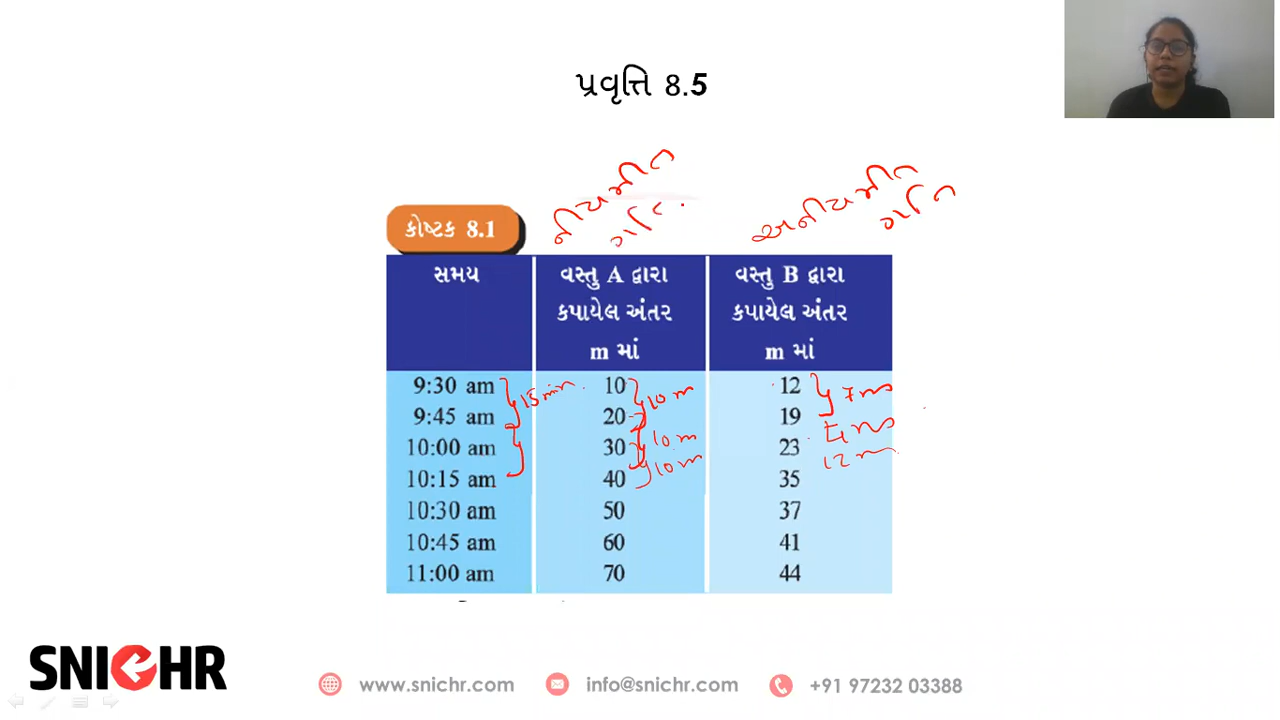 પ્રવૃત્તિ 8.5
નીયમીત
ગતિ.
અનીયમીત
ગતિ
કોષ્ટક 8.1
સમય વસ્તુ A દ્વારા કપાયેલ અંતર m માં વસ્તુ B દ્વારા કપાયેલ અંતર m માં
9:30 am 10 12
15 min. 10 m 7 m
9:45 am 20 19
10 m
10:00 am 30 23
10 m 12 m
10:15 am 40 35
10:30 am 50 37
10:45 am 60 41
11:00 am 70 44
SNICHR
www.snichr.com info@snichr.com +91 97232 03388